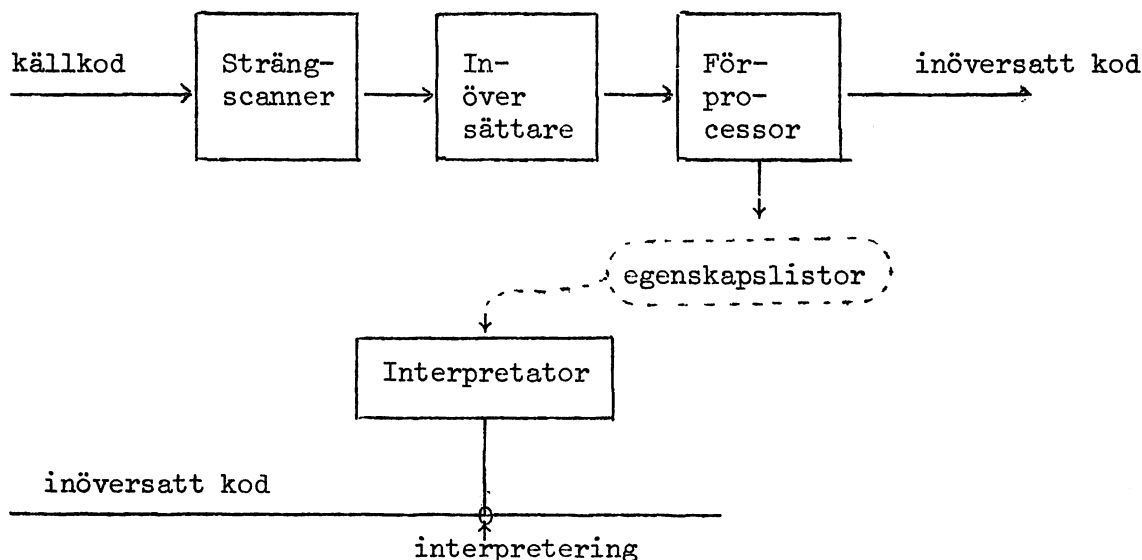 källkod
Sträng-
scanner
In-
över
sättare
För-
pro-
cessor
inöversatt kod
egenskapslistor
Interpretator
inöversatt kod
interpretering